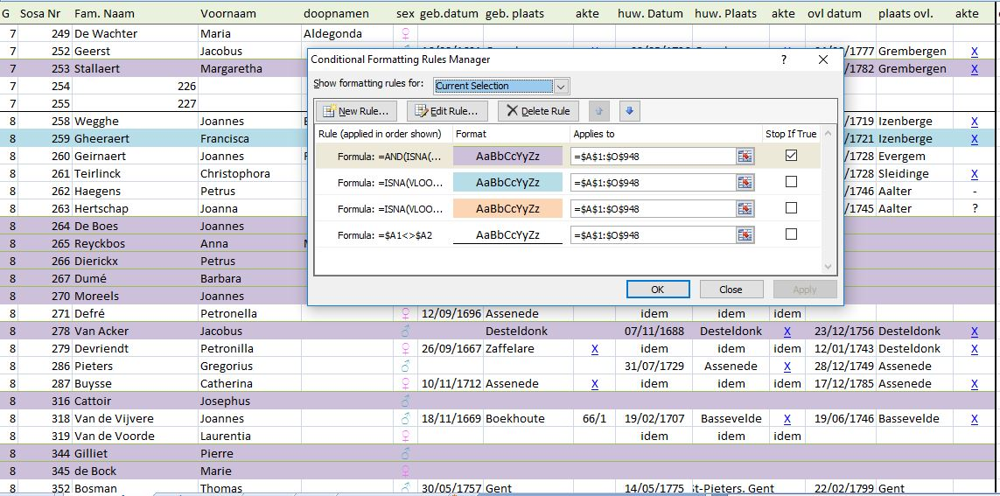 G Sosa Nr Fam. Naam Voornaam doopnamen sex geb.datum geb. plaats akte huw. Datum huw. Plaats akte ovl datum plaats ovl. akte
7 249 De Wachter Maria Aldegonda ♀
7 252 Geerst Jacobus /1777 Grembergen X
7 253 Stallaert Margaretha /1782 Grembergen X
7 254 226
7 255 227
8 258 Wegghe Joannes /1719 Izenberge X
8 259 Gheeraert Francisca /1721 Izenberge X
8 260 Geirnaert Joannes /1728 Evergem
8 261 Teirlinck Christophora /1728 Sleidinge X
8 262 Haegens Petrus /1746 Aalter -
8 263 Hertschap Joanna /1745 Aalter ?
8 264 De Boes Joannes
8 265 Reyckbos Anna
8 266 Dierickx Petrus
8 267 Dumé Barbara
8 270 Moreels Joannes
Conditional Formatting Rules Manager ?
Show formatting rules for: Current Selection
New Rule... Edit Rule... Delete Rule
Rule (applied in order shown) Format Applies to Stop If True
Formula: =AND(ISNA(... AaBbCcYyZz =$A$1:$O$948
Formula: =ISNA(VLOO... AaBbCcYyZz =$A$1:$O$948
Formula: =ISNA(VLOO... AaBbCcYyZz =$A$1:$O$948
Formula: =$A1<>$A2 AaBbCcYyZz =$A$1:$O$948
OK Close Apply
8 271 Defré Petronella ♀ 12/09/1696 Assenede idem idem idem
8 278 Van Acker Jacobus ♂ Desteldonk 07/11/1688 Desteldonk X 23/12/1756 Desteldonk X
8 279 Devriendt Petronilla ♀ 26/09/1667 Zaffelare X idem idem idem 12/01/1743 Desteldonk X
8 286 Pieters Gregorius ♂ 31/07/1729 Assenede X 28/12/1749 Assenede
8 287 Buysse Catherina ♀ 10/11/1712 Assenede X idem idem idem 17/12/1785 Assenede X
8 316 Cattoir Josephus ♂
8 318 Van de Vijvere Joannes ♂ 18/11/1669 Boekhoute 66/1 19/02/1707 Bassevelde X 19/06/1746 Bassevelde X
8 319 Van de Voorde Laurentia ♀ idem idem idem
8 344 Gilliet Pierre ♂
8 345 de Bock Marie ♀
8 352 Bosman Thomas ♂ 30/05/1757 Gent 14/05/1775 St-Pieters. Gent 22/02/1799 Gent